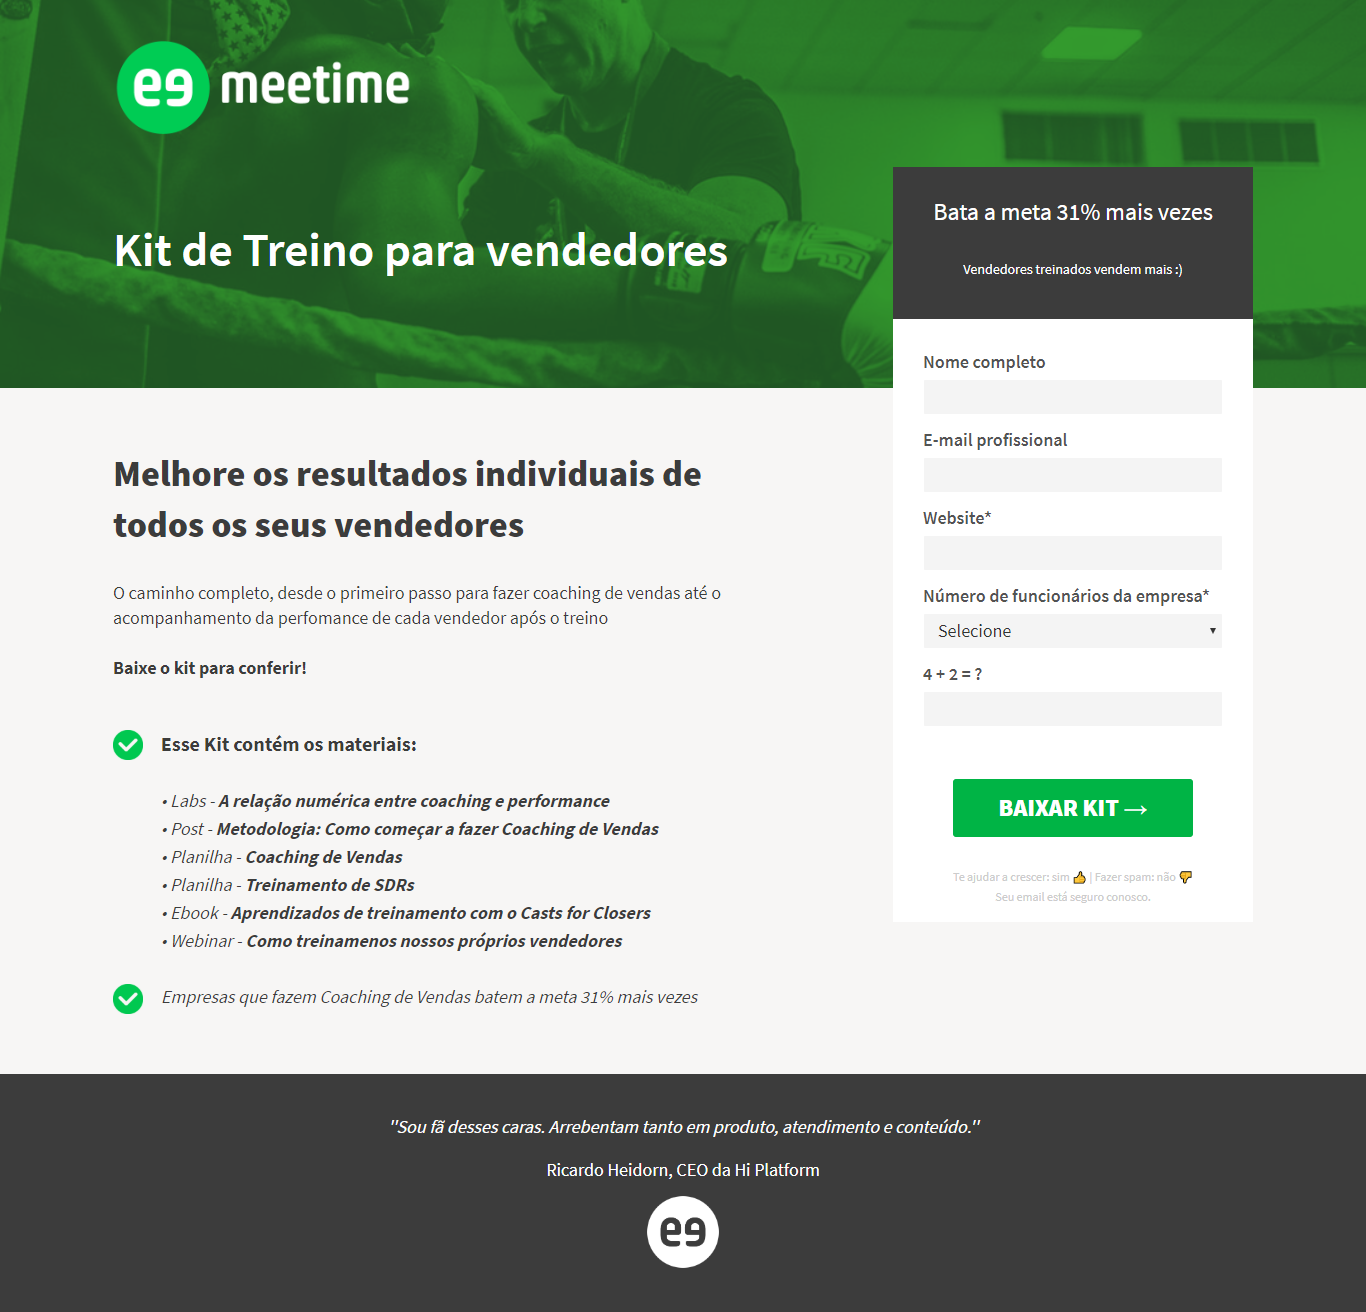 meetime
Kit de Treino para vendedores
Bata a meta 31% mais vezes
Vendedores treinados vendem mais :)
Nome completo
E-mail profissional
Website*
Número de funcionários da empresa*
Selecione
4 + 2 = ?
BAIXAR KIT →
Te ajudar a crescer: sim 👍 | Fazer spam: não 👎
Seu email está seguro conosco.
Melhore os resultados individuais de
todos os seus vendedores
O caminho completo, desde o primeiro passo para fazer coaching de vendas até o
acompanhamento da perfomance de cada vendedor após o treino
Baixe o kit para conferir!
Esse Kit contém os materiais:
• Labs - A relação numérica entre coaching e performance
• Post - Metodologia: Como começar a fazer Coaching de Vendas
• Planilha - Coaching de Vendas
• Planilha - Treinamento de SDRs
• Ebook - Aprendizados de treinamento com o Casts for Closers
• Webinar - Como treinamenos nossos próprios vendedores
Empresas que fazem Coaching de Vendas batem a meta 31% mais vezes
"Sou fã desses caras. Arrebentam tanto em produto, atendimento e conteúdo."
Ricardo Heidorn, CEO da Hi Platform